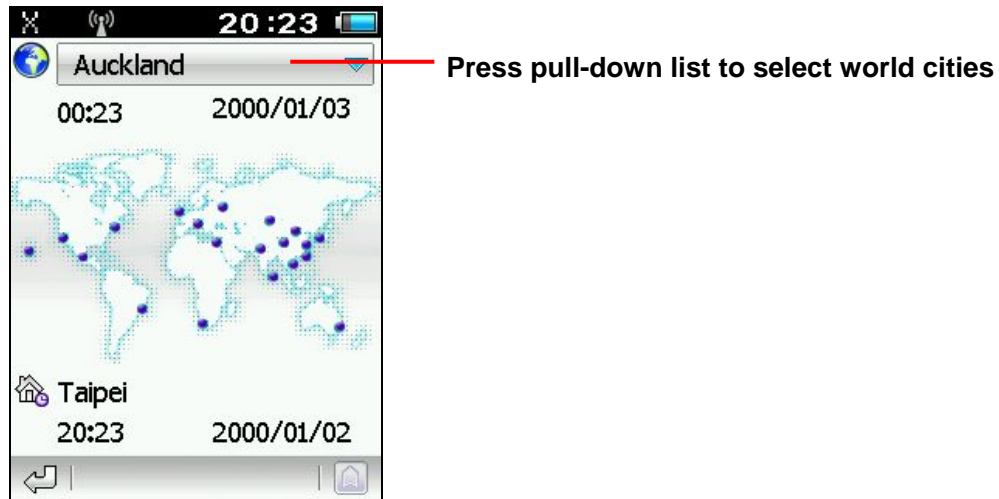 20:23
Auckland
Press pull-down list to select world cities
00:23 2000/01/03
Taipei
20:23 2000/01/02